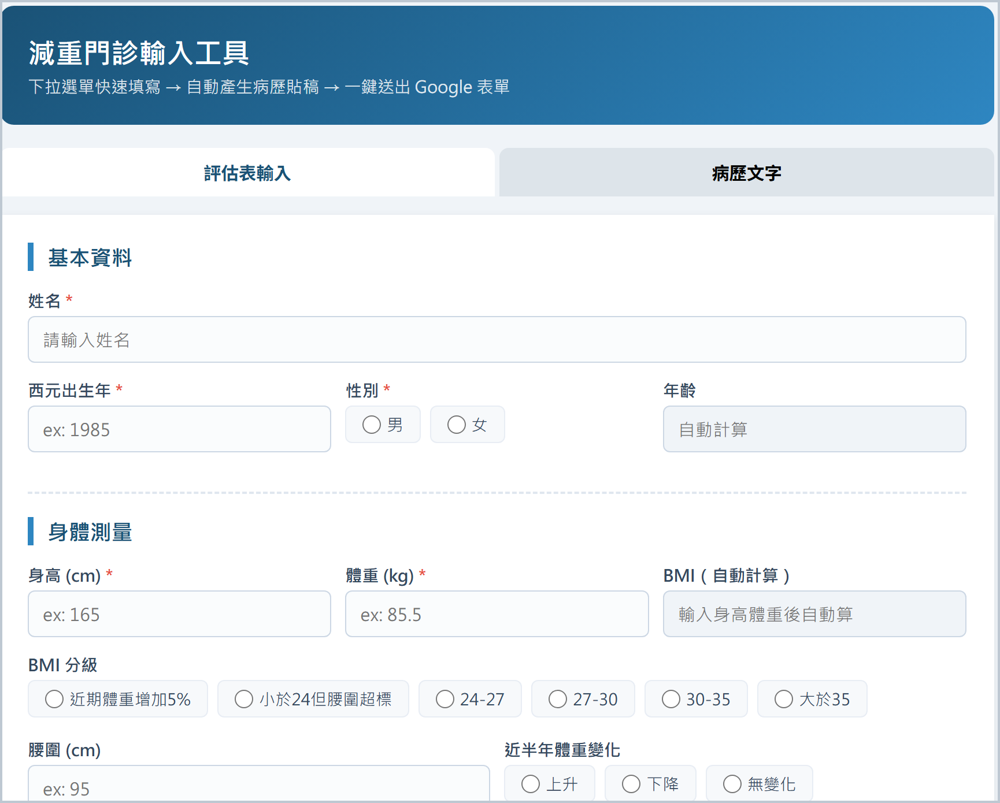 減重門診輸入工具
下拉選單快速填寫 → 自動產生病歷貼稿 → 一鍵送出 Google 表單
評估表輸入
病歷文字
基本資料
姓名 *
請輸入姓名
西元出生年 *
性別 *
年齡
ex: 1985
男
女
自動計算
身體測量
身高 (cm) *
體重 (kg) *
BMI ( 自動計算 )
ex: 165
ex: 85.5
輸入身高體重後自動算
BMI 分級
近期體重增加5%
小於24但腰圍超標
24-27
27-30
30-35
大於35
腰圍 (cm)
近半年體重變化
ex: 95
上升
下降
無變化